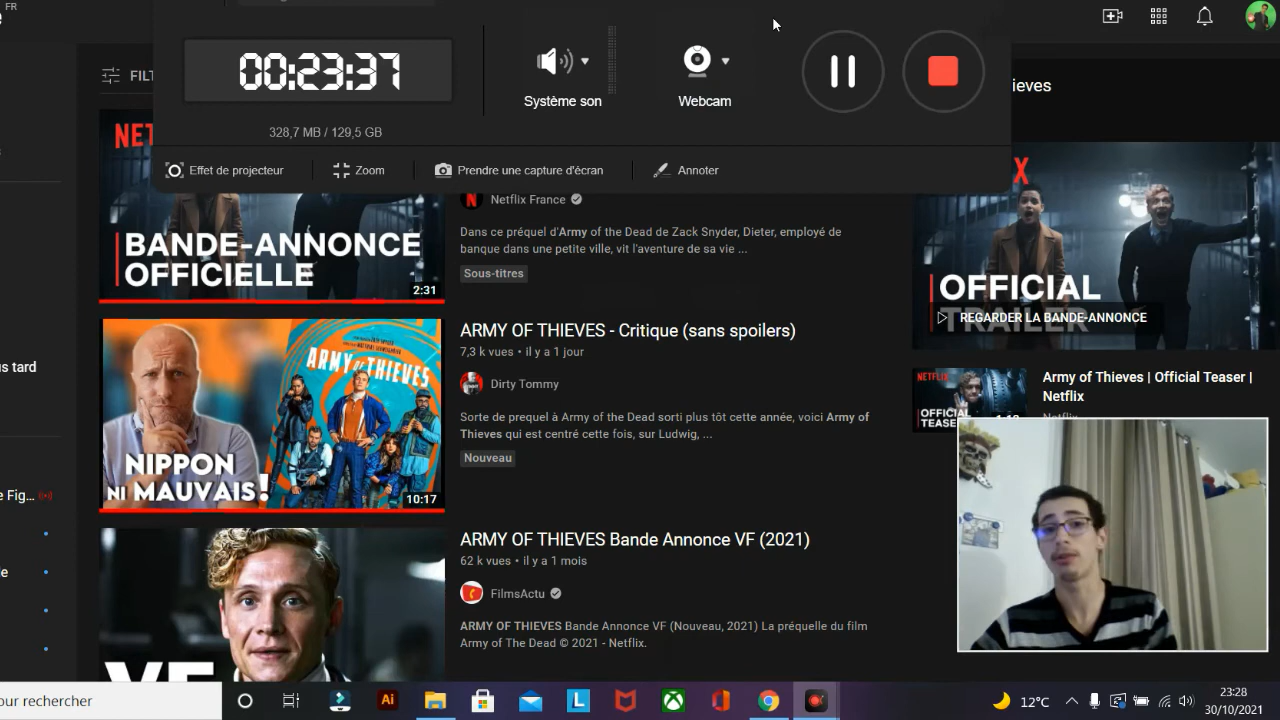 FR
00:23:37
328,7 MB / 129,5 GB
Système son
Webcam
Effet de projecteur
Zoom
Prendre une capture d'écran
Annoter
FILT
ieves
NET
BANDE-ANNONCE
OFFICIELLE
2:31
Netflix France
Dans ce préquel d'Army of the Dead de Zack Snyder, Dieter, employé de
banque dans une petite ville, vit l'aventure de sa vie ...
Sous-titres
X
OFFICIAL
TRAILER
REGARDER LA BANDE-ANNONCE
ARMY OF THIEVES
NIPPON
NI MAUVAIS!
10:17
ARMY OF THIEVES - Critique (sans spoilers)
7,3 k vues • il y a 1 jour
Dirty Tommy
Sorte de prequel à Army of the Dead sorti plus tôt cette année, voici Army of
Thieves qui est centré cette fois, sur Ludwig, ...
Nouveau
NETFLIX
OFFICIAL
TEASE
Army of Thieves | Official Teaser |
Netflix
Netflix
us tard
e Fig...
VF
ARMY OF THIEVES Bande Annonce VF (2021)
62 k vues • il y a 1 mois
FilmsActu
ARMY OF THIEVES Bande Annonce VF (Nouveau, 2021) La préquelle du film
Army of The Dead © 2021 - Netflix.
our rechercher
Ai
L
12°C
23:28
30/10/2021